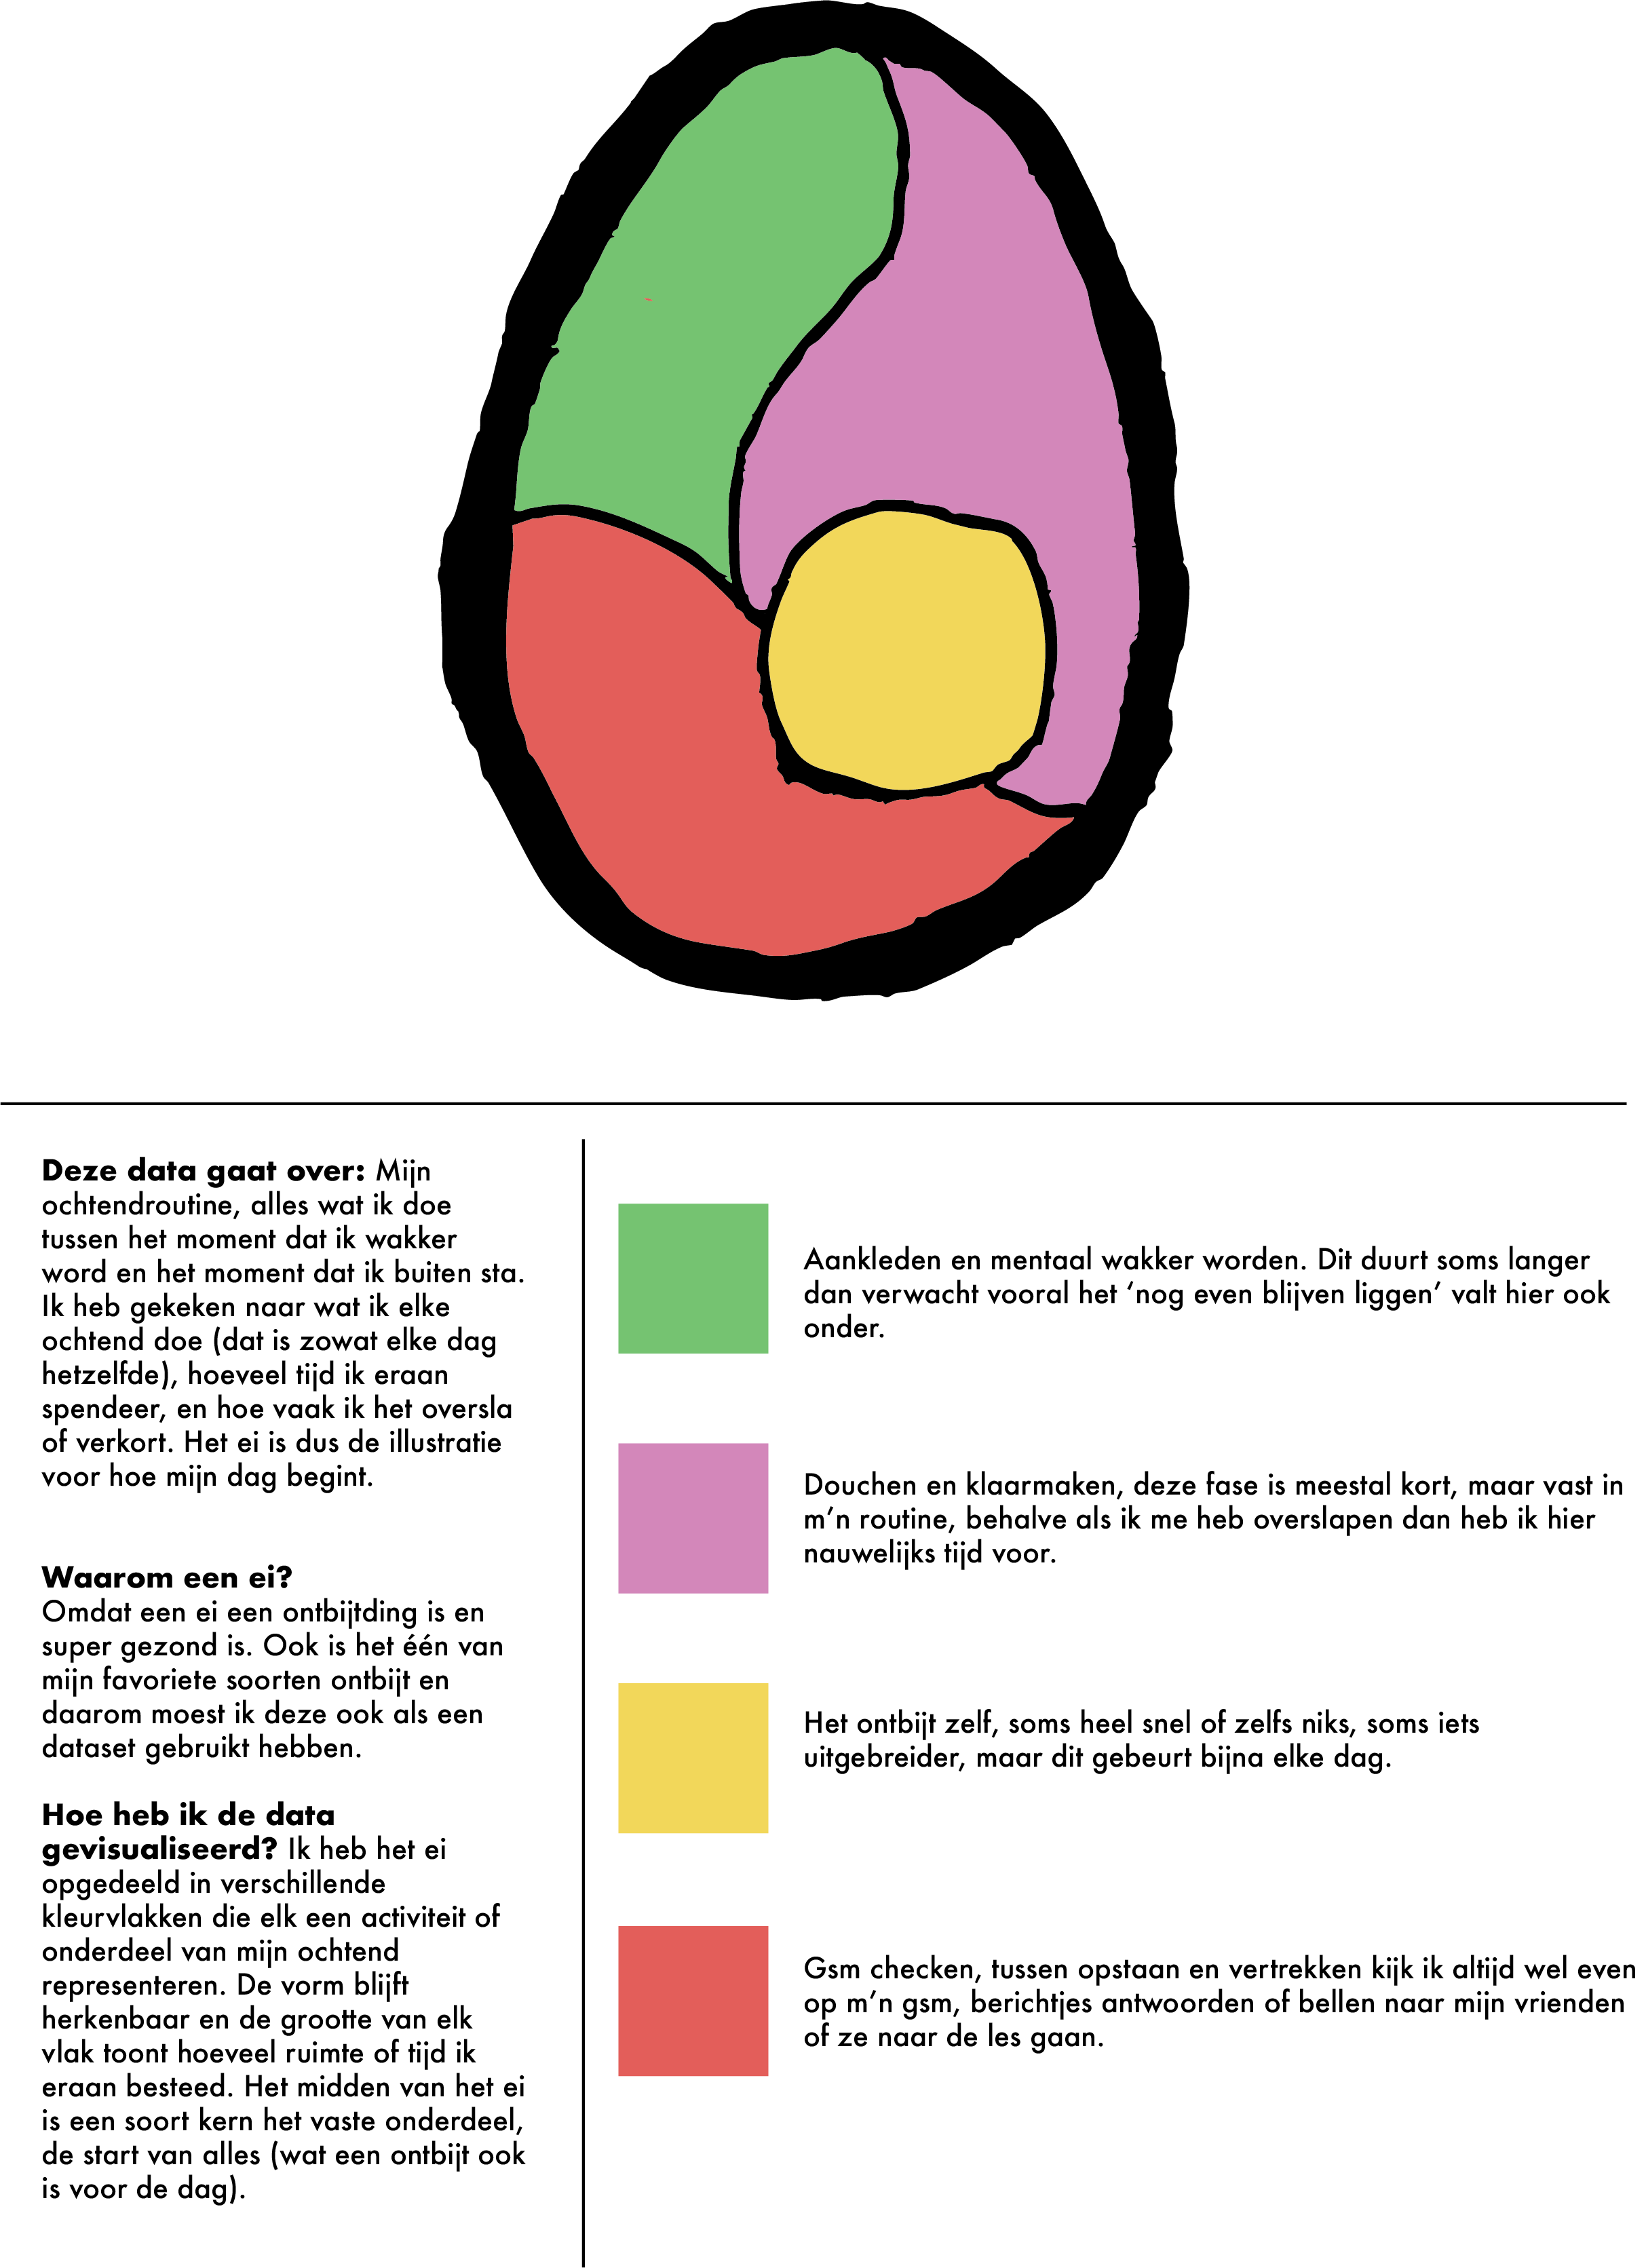 Deze data gaat over: Mijn
ochtendroutine, alles wat ik doe
tussen het moment dat ik wakker
word en het moment dat ik buiten sta.
Ik heb gekeken naar wat ik elke
ochtend doe (dat is zowat elke dag
hetzelfde), hoeveel tijd ik eraan
spendeer, en hoe vaak ik het oversla
of verkort. Het ei is dus de illustratie
voor hoe mijn dag begint.
Waarom een ei?
Omdat een ei een ontbijtding is en
super gezond is. Ook is het één van
mijn favoriete soorten ontbijt en
daarom moest ik deze ook als een
dataset gebruikt hebben.
Hoe heb ik de data
gevisualiseerd? Ik heb het ei
opgedeeld in verschillende
kleurvlakken die elk een activiteit of
onderdeel van mijn ochtend
representeren. De vorm blijft
herkenbaar en de grootte van elk
vlak toont hoeveel ruimte of tijd ik
eraan besteed. Het midden van het ei
is een soort kern het vaste onderdeel,
de start van alles (wat een ontbijt ook
is voor de dag).
Aankleden en mentaal wakker worden. Dit duurt soms langer
dan verwacht vooral het ‘nog even blijven liggen’ valt hier ook
onder.
Douchen en klaarmaken, deze fase is meestal kort, maar vast in
m’n routine, behalve als ik me heb overslapen dan heb ik hier
nauwelijks tijd voor.
Het ontbijt zelf, soms heel snel of zelfs niks, soms iets
uitgebreider, maar dit gebeurt bijna elke dag.
Gsm checken, tussen opstaan en vertrekken kijk ik altijd wel even
op m’n gsm, berichtjes antwoorden of bellen naar mijn vrienden
of ze naar de les gaan.